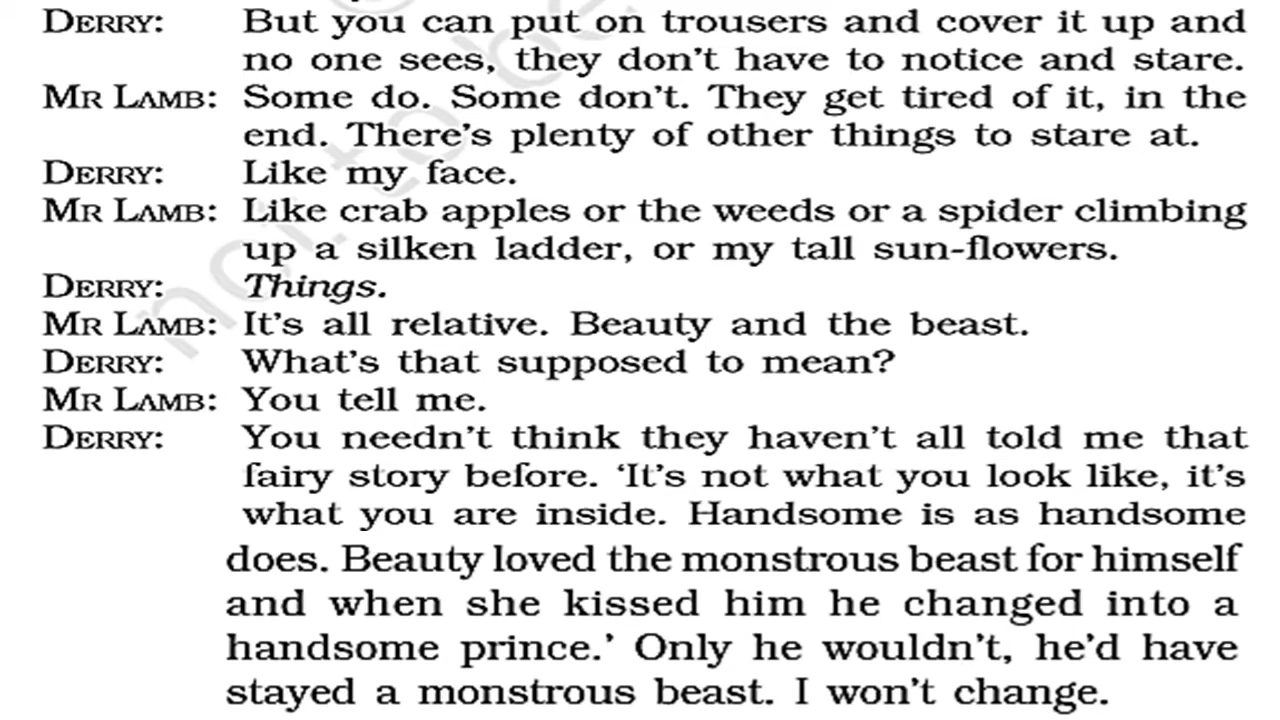 DERRY: But you can put on trousers and cover it up and
no one sees, they don't have to notice and stare.
MR LAMB: Some do. Some don't. They get tired of it, in the
end. There's plenty of other things to stare at.
DERRY: Like my face.
MR LAMB: Like crab apples or the weeds or a spider climbing
up a silken ladder, or my tall sun-flowers.
DERRY: Things.
MR LAMB: It's all relative. Beauty and the beast.
DERRY: What's that supposed to mean?
MR LAMB: You tell me.
DERRY: You needn't think they haven't all told me that
fairy story before. ‘It's not what you look like, it's
what you are inside. Handsome is as handsome
does. Beauty loved the monstrous beast for himself
and when she kissed him he changed into a
handsome prince.’ Only he wouldn't, he'd have
stayed a monstrous beast. I won't change.